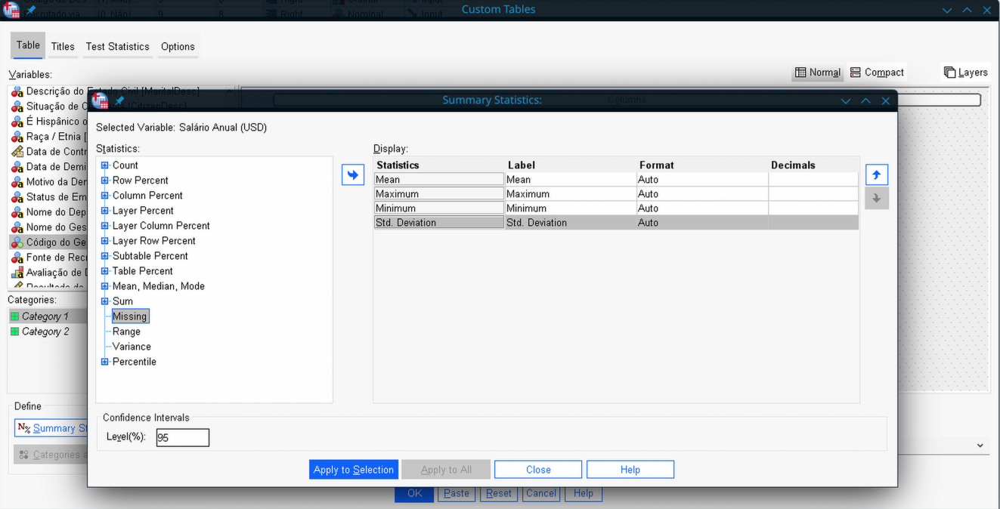 Custom Tables
Table Titles Test Statistics Options
Variables:
Normal Compact Layers
Descrição do Estado Civil [MaritalDesc]
Summary Statistics:
Columns
Situação de C
[CitizenDesc]
É Hispânico o
Raça / Etnia [
Data de Contr
Data de Demi
Motivo da De
Status de Em
Nome do Dep
Nome do Ges
Código do Ge
Fonte de Recr
Avaliação de
Selected Variable: Salário Anual (USD)
Statistics:
Count
Row Percent
Column Percent
Layer Percent
Layer Column Percent
Layer Row Percent
Subtable Percent
Table Percent
Mean, Median, Mode
Sum
Missing
Range
Variance
Percentile
Display:
Statistics Label Format Decimals
Mean Mean Auto
Maximum Maximum Auto
Minimum Minimum Auto
Std. Deviation Std. Deviation Auto
Categories:
Category 1
Category 2
Define
N% Summary St
Categories a
Confidence Intervals
Level(%): 95
Apply to Selection Apply to All Close Help
OK Paste Reset Cancel Help